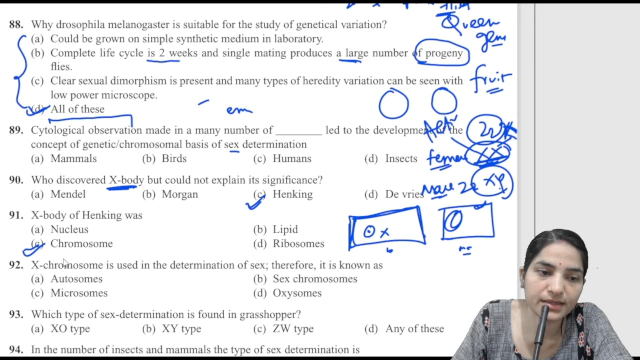 Queen
gem
88. Why drosophila melanogaster is suitable for the study of genetical variation?
(a) Could be grown on simple synthetic medium in laboratory.
(b) Complete life cycle is 2 weeks and single mating produces a large number of progeny
flies.
(c) Clear sexual dimorphism is present and many types of heredity variation can be seen with
low power microscope.
fruit
(d) All of these
89. Cytological observation made in a many number of ________ led to the development of the
concept of genetic/chromosomal basis of sex determination
(a) Mammals (b) Birds (c) Humans (d) Insects
90. Who discovered X-body but could not explain its significance?
(a) Mendel (b) Morgan (c) Henking (d) De vries
91. X-body of Henking was
(a) Nucleus (b) Lipid
(c) Chromosome (d) Ribosomes
x
92. X-chromosome is used in the determination of sex; therefore, it is known as
(a) Autosomes (b) Sex chromosomes
(c) Microsomes (d) Oxysomes
93. Which type of sex-determination is found in grasshopper?
(a) XO type (b) XY type (c) ZW type (d) Any of these
94. In the number of insects and mammals the type of sex determination is